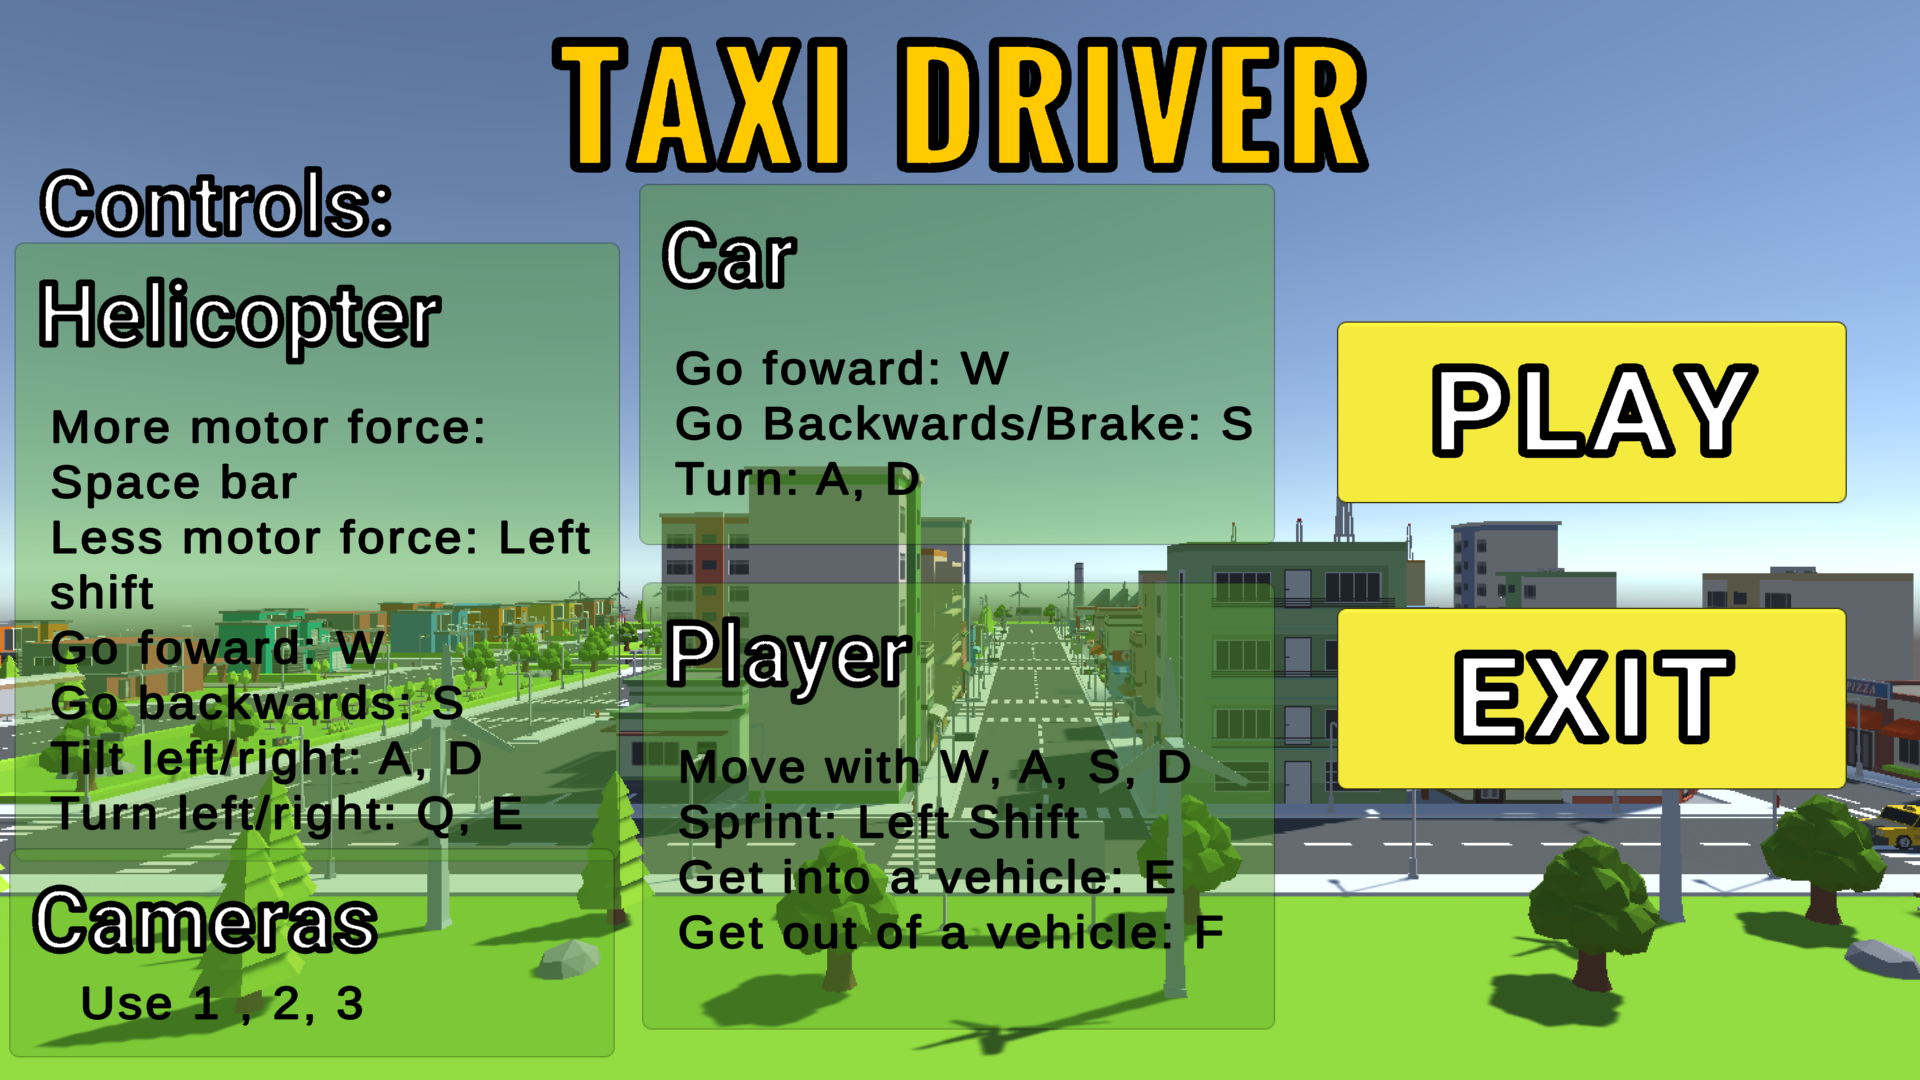 TAXI DRIVER
Controls:
Helicopter
More motor force:
Space bar
Less motor force: Left
shift
Go foward: W
Go backwards: S
Tilt left/right: A, D
Turn left/right: Q, E
Cameras
Use 1 , 2, 3
Car
Go foward: W
Go Backwards/Brake: S
Turn: A, D
Player
Move with W, A, S, D
Sprint: Left Shift
Get into a vehicle: E
Get out of a vehicle: F
PLAY
EXIT
PIZZA